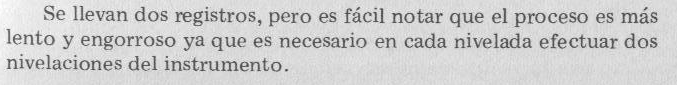 Se llevan dos registros, pero es fácil notar que el proceso es más
lento y engorroso ya que es necesario en cada nivelada efectuar dos
nivelaciones del instrumento.